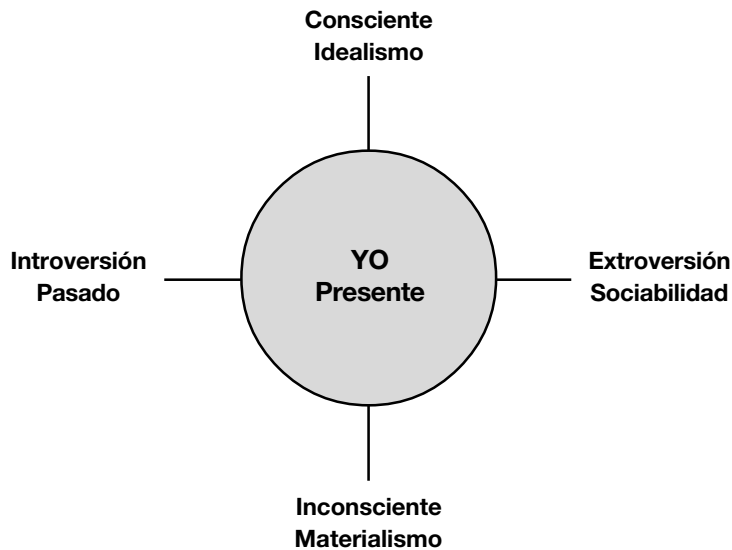 Consciente
Idealismo
Introversión
Pasado
YO
Presente
Extroversión
Sociabilidad
Inconsciente
Materialismo